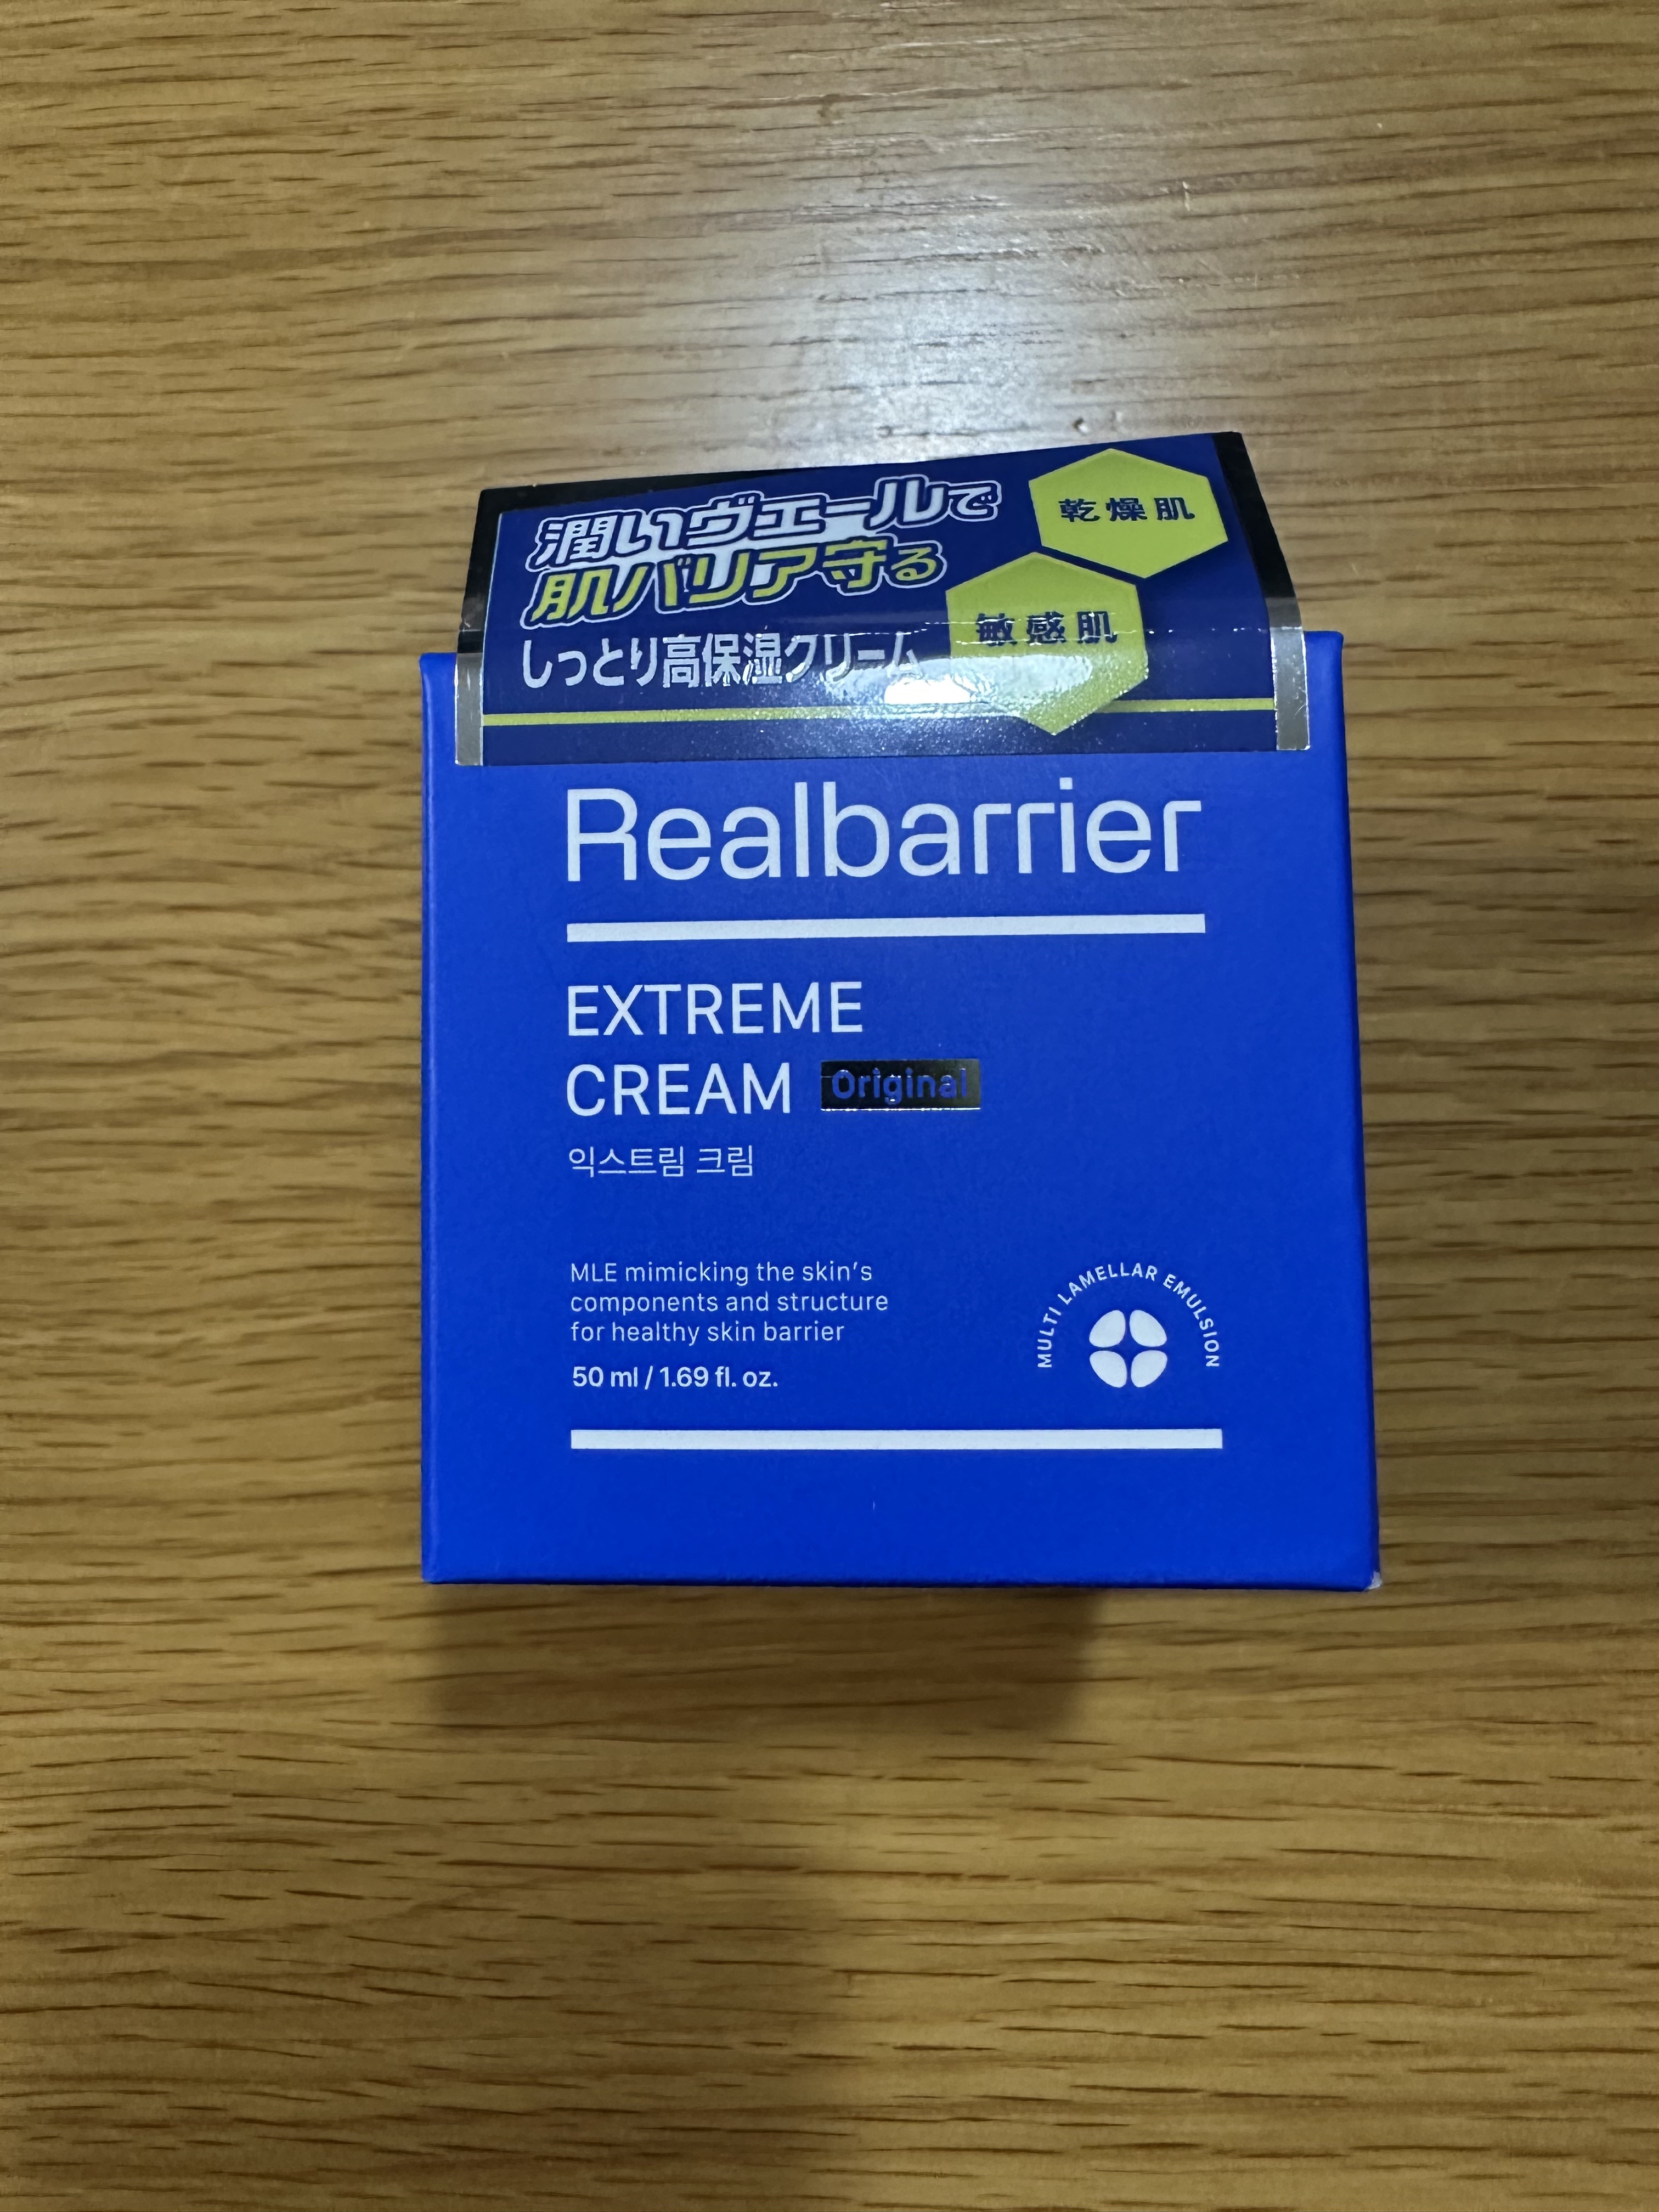 潤いヴェールで
肌バリア守る
しっとり高保湿クリーム
乾燥肌
敏感肌
Realbarrier
EXTREME
CREAM Original
익스트림 크림
MLE mimicking the skin's
components and structure
for healthy skin barrier
50 ml / 1.69 fl. oz.
MULTI LAMELLAR EMULSION